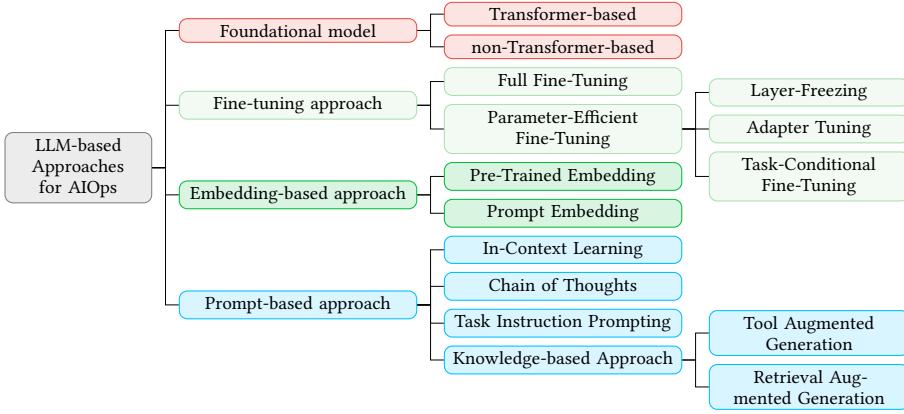 LLM-based
Approaches
for AIOps
Foundational model
Transformer-based
non-Transformer-based
Fine-tuning approach
Full Fine-Tuning
Parameter-Efficient
Fine-Tuning
Layer-Freezing
Adapter Tuning
Task-Conditional
Fine-Tuning
Embedding-based approach
Pre-Trained Embedding
Prompt Embedding
Prompt-based approach
In-Context Learning
Chain of Thoughts
Task Instruction Prompting
Knowledge-based Approach
Tool Augmented
Generation
Retrieval Aug-
mented Generation